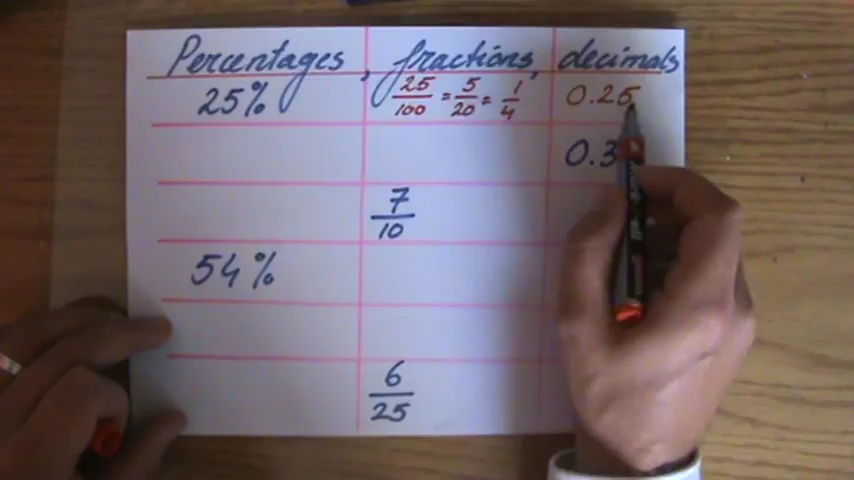 Percentages, fractions, decimals
25% 25/100 = 5/20 = 1/4 0.25
0.3
7/10
54%
6/25